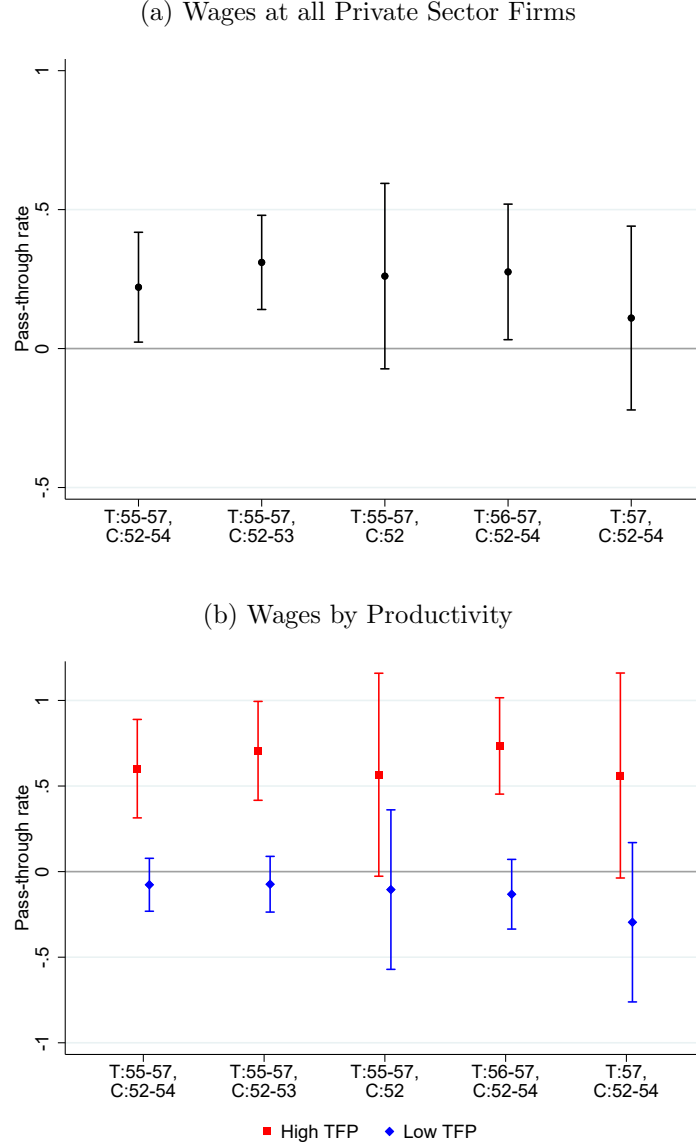 (a) Wages at all Private Sector Firms
Pass-through rate
1
.5
0
-.5
T:55-57, C:52-54
T:55-57, C:52-53
T:55-57, C:52
T:56-57, C:52-54
T:57, C:52-54
(b) Wages by Productivity
Pass-through rate
1
.5
0
-.5
-1
T:55-57, C:52-54
T:55-57, C:52-53
T:55-57, C:52
T:56-57, C:52-54
T:57, C:52-54
High TFP
Low TFP